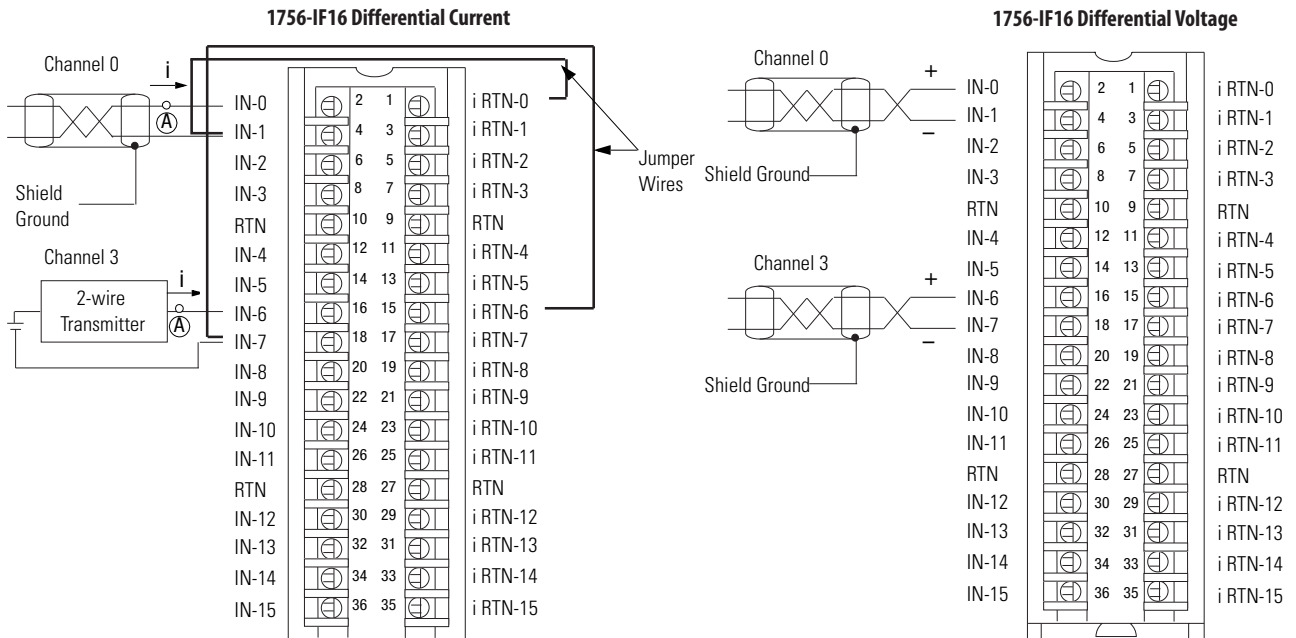 1756-IF16 Differential Current
Channel 0
i
A
Shield
Ground
Channel 3
i
2-wire
Transmitter
A
Jumper
Wires
IN-0 2 1 i RTN-0
IN-1 4 3 i RTN-1
IN-2 6 5 i RTN-2
IN-3 8 7 i RTN-3
RTN 10 9 RTN
IN-4 12 11 i RTN-4
IN-5 14 13 i RTN-5
IN-6 16 15 i RTN-6
IN-7 18 17 i RTN-7
IN-8 20 19 i RTN-8
IN-9 22 21 i RTN-9
IN-10 24 23 i RTN-10
IN-11 26 25 i RTN-11
RTN 28 27 RTN
IN-12 30 29 i RTN-12
IN-13 32 31 i RTN-13
IN-14 34 33 i RTN-14
IN-15 36 35 i RTN-15
1756-IF16 Differential Voltage
Channel 0
+
–
Shield Ground
Channel 3
+
–
Shield Ground
IN-0 2 1 i RTN-0
IN-1 4 3 i RTN-1
IN-2 6 5 i RTN-2
IN-3 8 7 i RTN-3
RTN 10 9 RTN
IN-4 12 11 i RTN-4
IN-5 14 13 i RTN-5
IN-6 16 15 i RTN-6
IN-7 18 17 i RTN-7
IN-8 20 19 i RTN-8
IN-9 22 21 i RTN-9
IN-10 24 23 i RTN-10
IN-11 26 25 i RTN-11
RTN 28 27 RTN
IN-12 30 29 i RTN-12
IN-13 32 31 i RTN-13
IN-14 34 33 i RTN-14
IN-15 36 35 i RTN-15